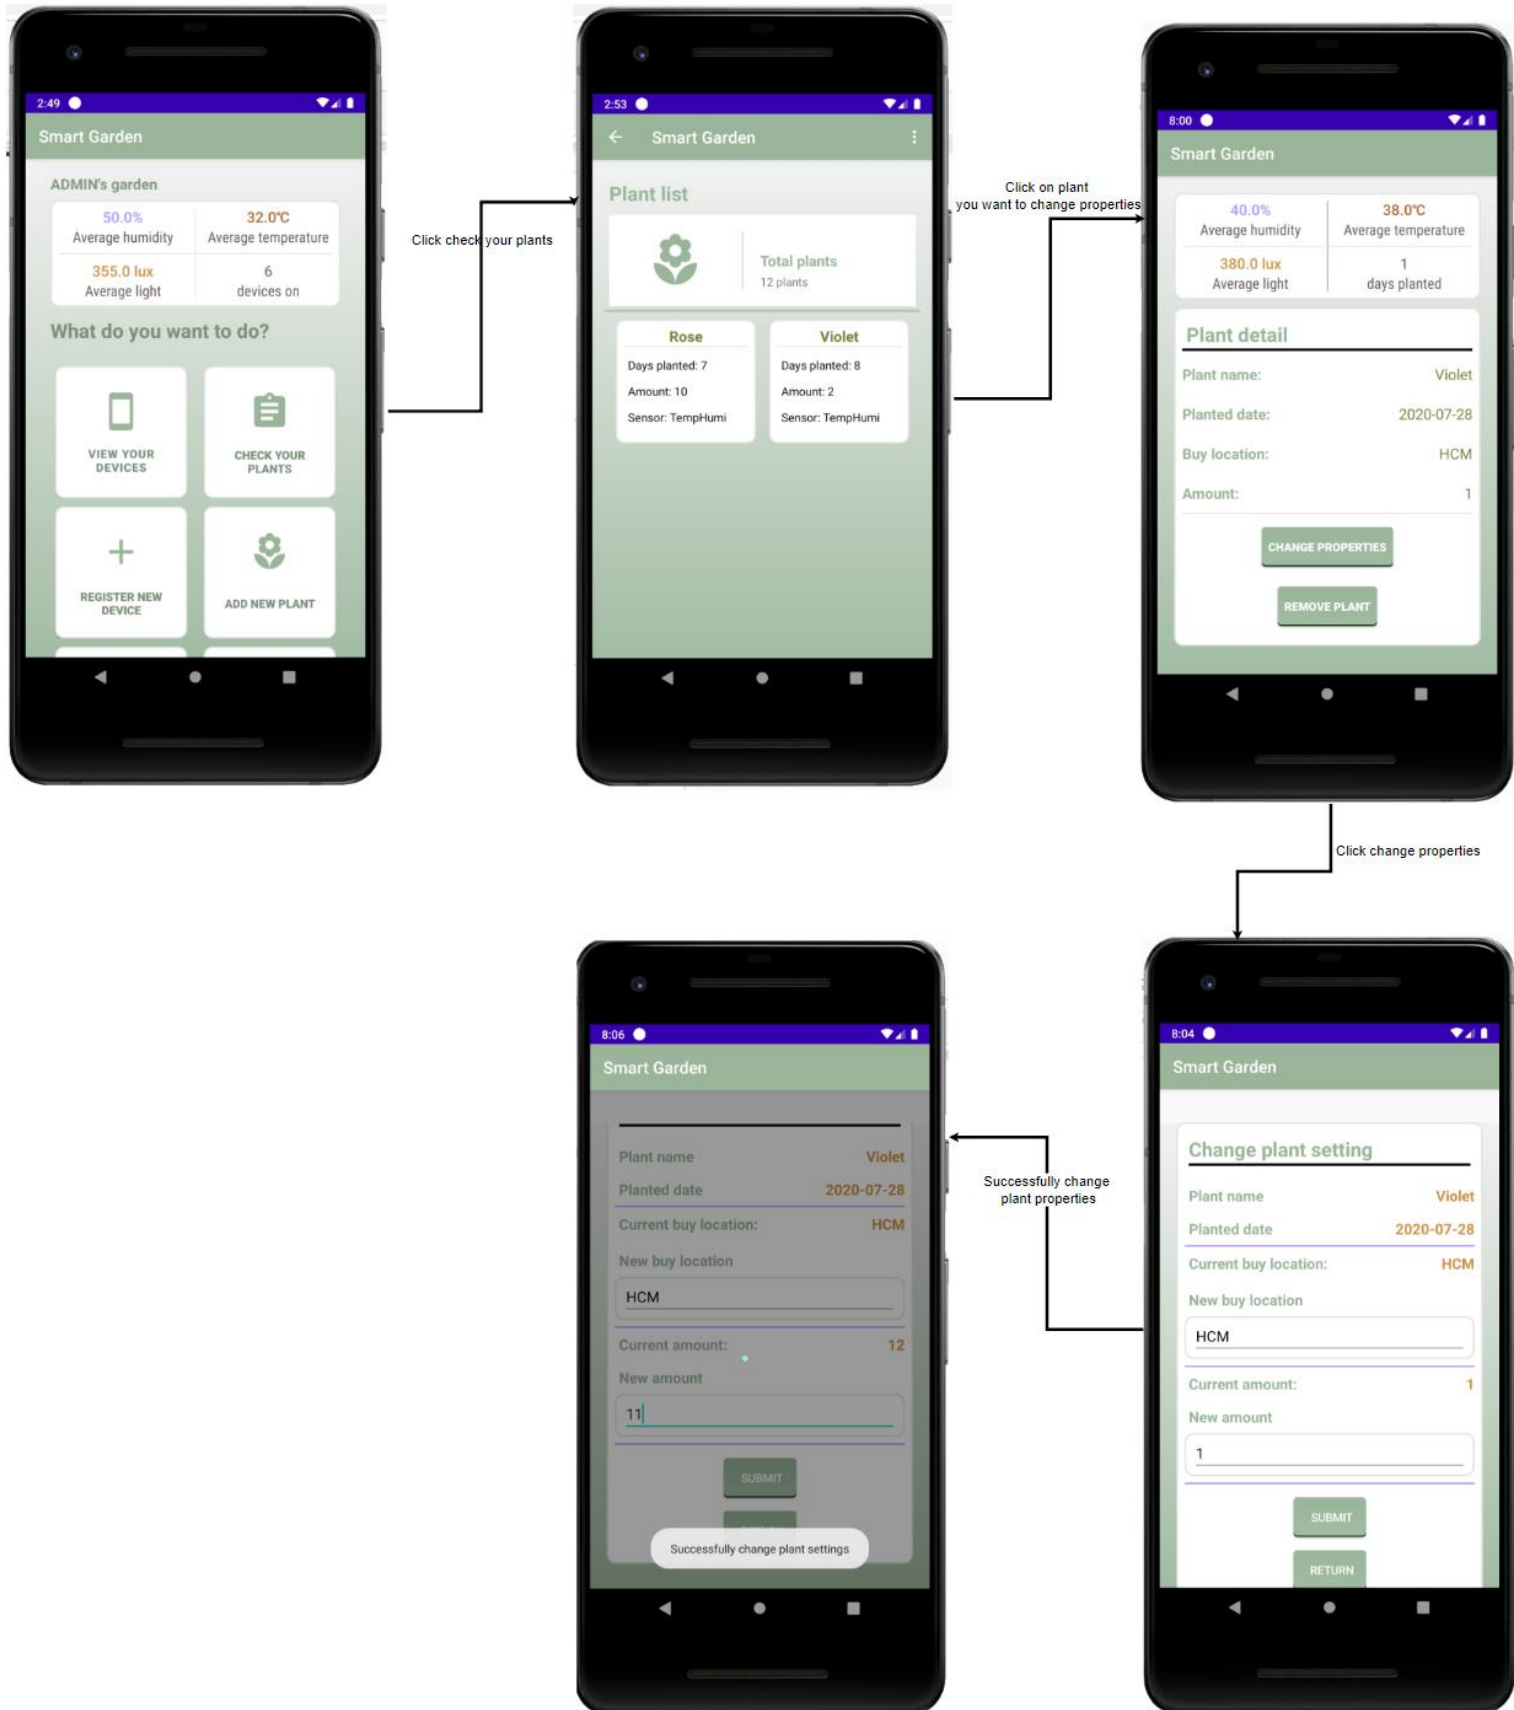 2:49
Smart Garden
ADMIN's garden
50.0%
Average humidity
32.0°C
Average temperature
355.0 lux
Average light
6
devices on
What do you want to do?
VIEW YOUR
DEVICES
CHECK YOUR
PLANTS
REGISTER NEW
DEVICE
ADD NEW PLANT
Click check your plants
2:53
Smart Garden
Plant list
Total plants
12 plants
Rose
Days planted: 7
Amount: 10
Sensor: TempHumi
Violet
Days planted: 8
Amount: 2
Sensor: TempHumi
Click on plant
you want to change properties
8:00
Smart Garden
40.0%
Average humidity
38.0°C
Average temperature
380.0 lux
Average light
1
days planted
Plant detail
Plant name: Violet
Planted date: 2020-07-28
Buy location: HCM
Amount: 1
CHANGE PROPERTIES
REMOVE PLANT
Click change properties
8:04
Smart Garden
Change plant setting
Plant name Violet
Planted date 2020-07-28
Current buy location: HCM
New buy location
HCM
Current amount: 1
New amount
1
SUBMIT
RETURN
Successfully change
plant properties
8:06
Smart Garden
Plant name Violet
Planted date 2020-07-28
Current buy location: HCM
New buy location
HCM
Current amount: 12
New amount
11
SUBMIT
Successfully change plant settings